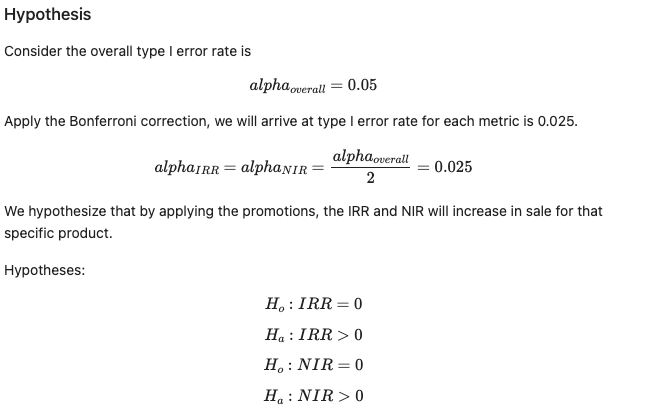 Hypothesis
Consider the overall type I error rate is
alpha_{overall} = 0.05
Apply the Bonferroni correction, we will arrive at type I error rate for each metric is 0.025.
alpha_{IRR} = alpha_{NIR} = \frac{alpha_{overall}}{2} = 0.025
We hypothesize that by applying the promotions, the IRR and NIR will increase in sale for that
specific product.
Hypotheses:
H_o : IRR = 0
H_a : IRR > 0
H_o : NIR = 0
H_a : NIR > 0